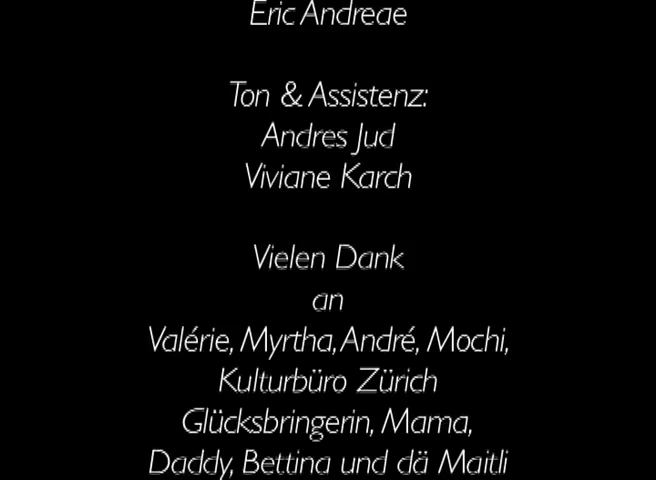 Eric Andreae
Ton & Assistenz:
Andres Jud
Viviane Karch
Vielen Dank
an
Valérie, Myrtha, André, Mochi,
Kulturbüro Zürich
Glücksbringerin, Mama,
Daddy, Bettina und dä Maitli